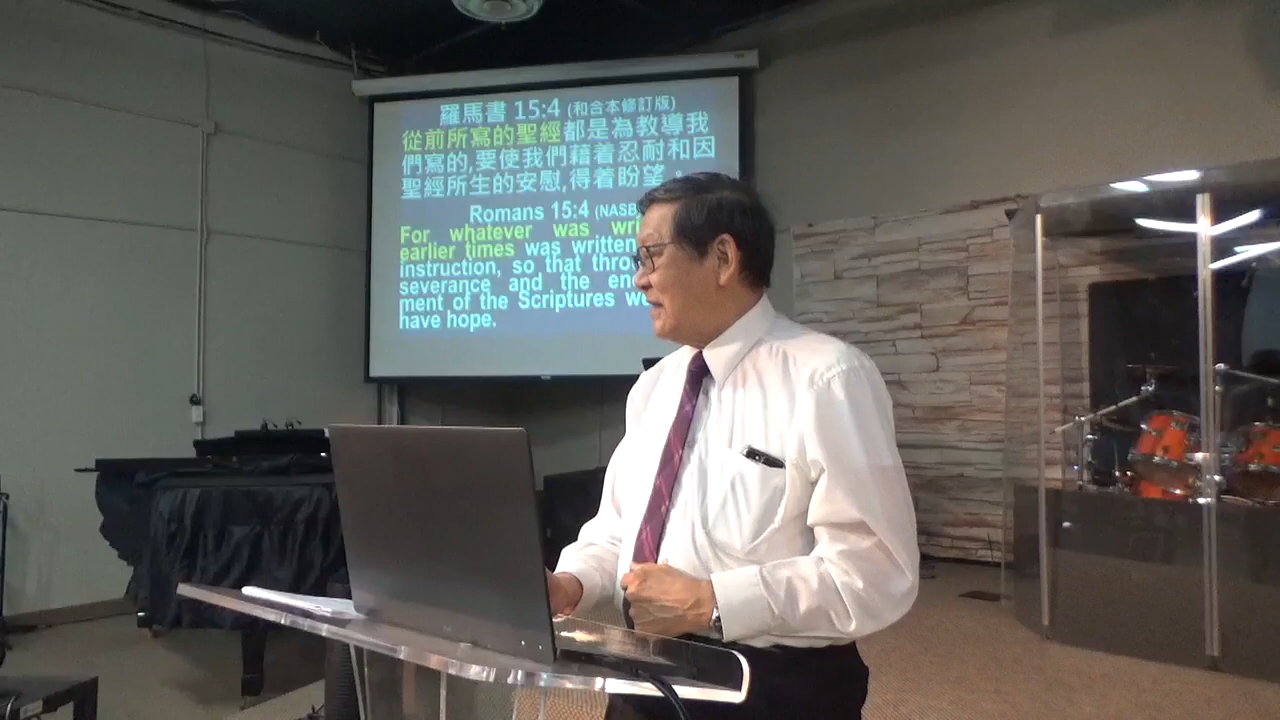 羅馬書 15:4 (和合本修訂版)
從前所寫的聖經都是為教導我
們寫的,要使我們藉着忍耐和因
聖經所生的安慰,得着盼望。
Romans 15:4 (NASB
For whatever was
earlier times was written
instruction, so that
severance and the
ment of the Scriptures
have hope.